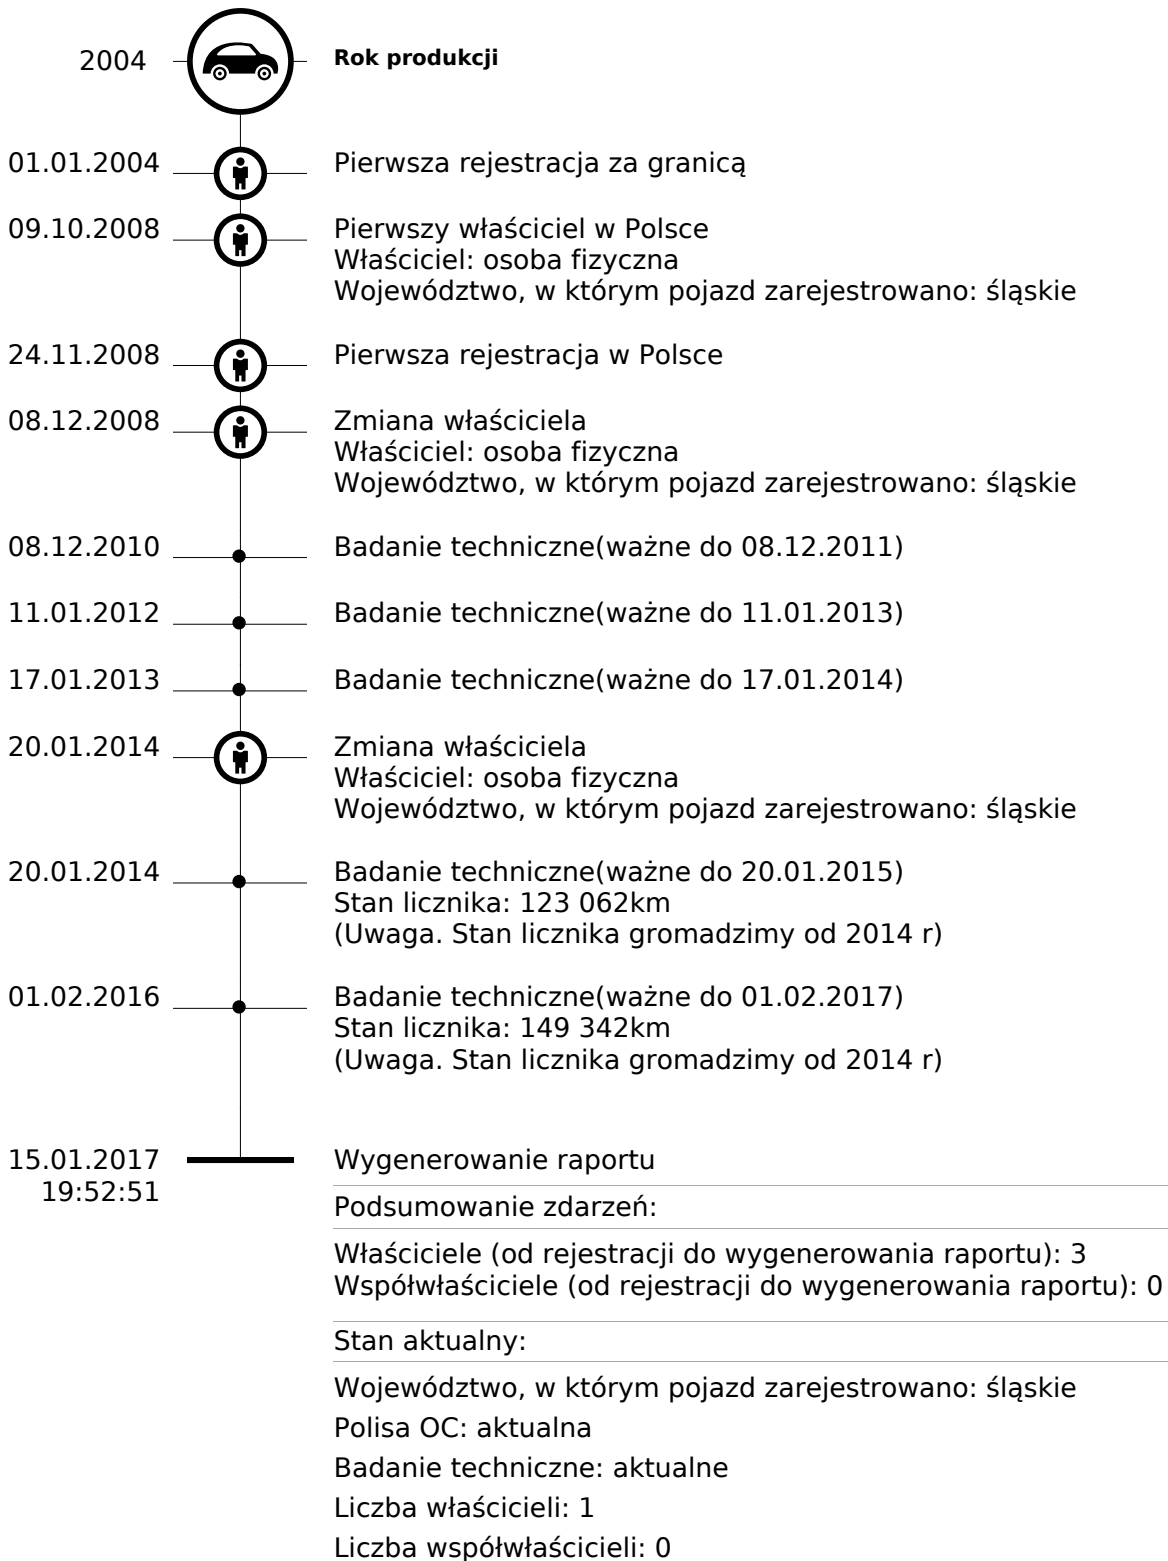 2004 Rok produkcji
01.01.2004 Pierwsza rejestracja za granicą
09.10.2008 Pierwszy właściciel w Polsce
Właściciel: osoba fizyczna
Województwo, w którym pojazd zarejestrowano: śląskie
24.11.2008 Pierwsza rejestracja w Polsce
08.12.2008 Zmiana właściciela
Właściciel: osoba fizyczna
Województwo, w którym pojazd zarejestrowano: śląskie
08.12.2010 Badanie techniczne(ważne do 08.12.2011)
11.01.2012 Badanie techniczne(ważne do 11.01.2013)
17.01.2013 Badanie techniczne(ważne do 17.01.2014)
20.01.2014 Zmiana właściciela
Właściciel: osoba fizyczna
Województwo, w którym pojazd zarejestrowano: śląskie
20.01.2014 Badanie techniczne(ważne do 20.01.2015)
Stan licznika: 123 062km
(Uwaga. Stan licznika gromadzimy od 2014 r)
01.02.2016 Badanie techniczne(ważne do 01.02.2017)
Stan licznika: 149 342km
(Uwaga. Stan licznika gromadzimy od 2014 r)
15.01.2017 Wygenerowanie raportu
19:52:51
Podsumowanie zdarzeń:
Właściciele (od rejestracji do wygenerowania raportu): 3
Współwłaściciele (od rejestracji do wygenerowania raportu): 0
Stan aktualny:
Województwo, w którym pojazd zarejestrowano: śląskie
Polisa OC: aktualna
Badanie techniczne: aktualne
Liczba właścicieli: 1
Liczba współwłaścicicieli: 0